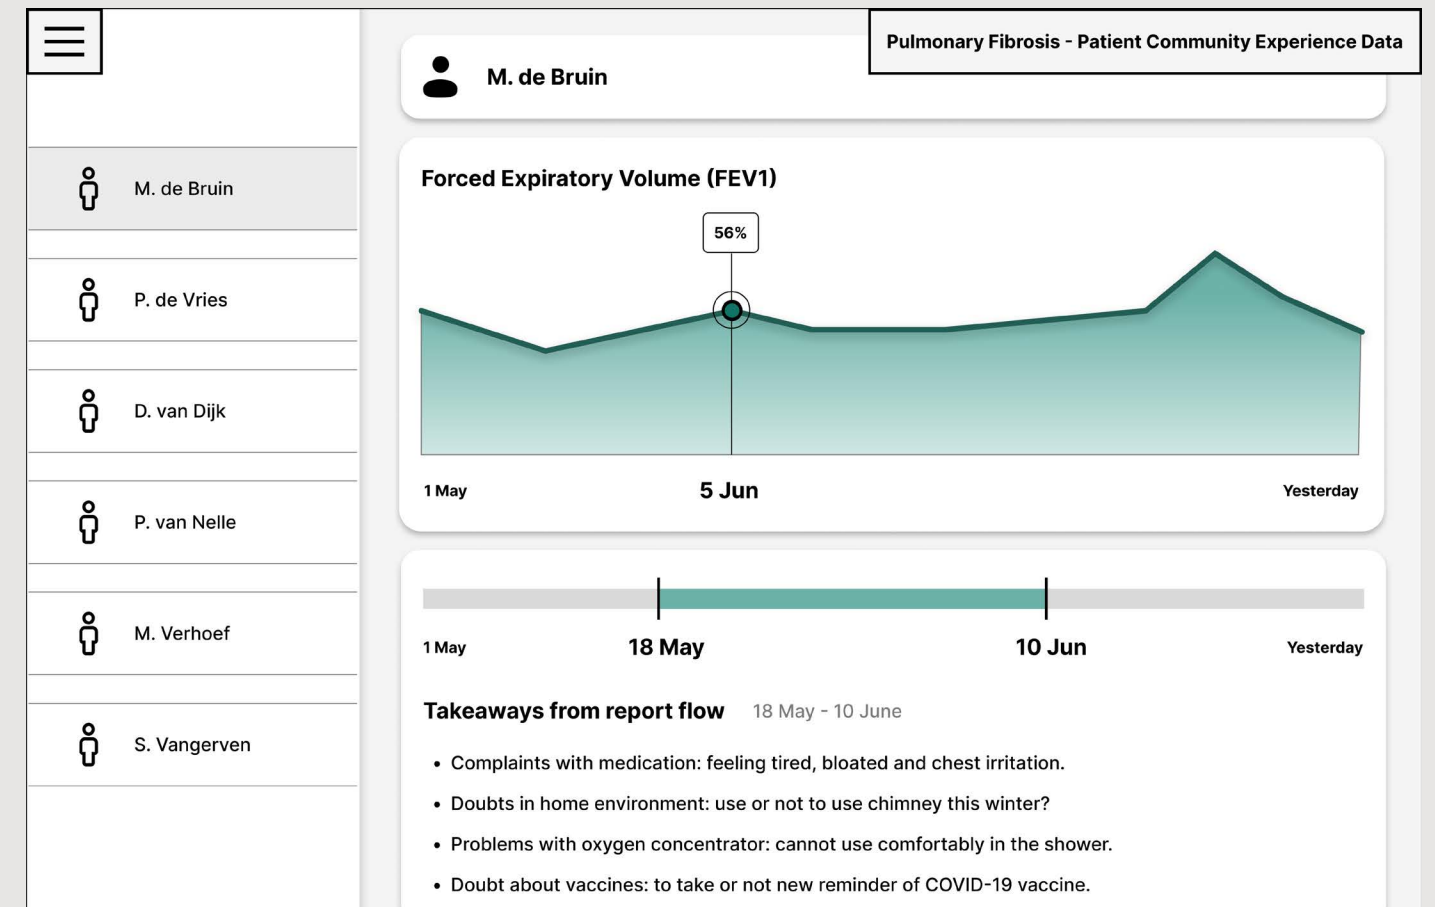 Pulmonary Fibrosis - Patient Community Experience Data
M. de Bruin
M. de Bruin
P. de Vries
D. van Dijk
P. van Nelle
M. Verhoef
S. Vangerven
Forced Expiratory Volume (FEV1)
56%
1 May
5 Jun
Yesterday
1 May
18 May
10 Jun
Yesterday
Takeaways from report flow 18 May - 10 June
• Complaints with medication: feeling tired, bloated and chest irritation.
• Doubts in home environment: use or not to use chimney this winter?
• Problems with oxygen concentrator: cannot use comfortably in the shower.
• Doubt about vaccines: to take or not new reminder of COVID-19 vaccine.